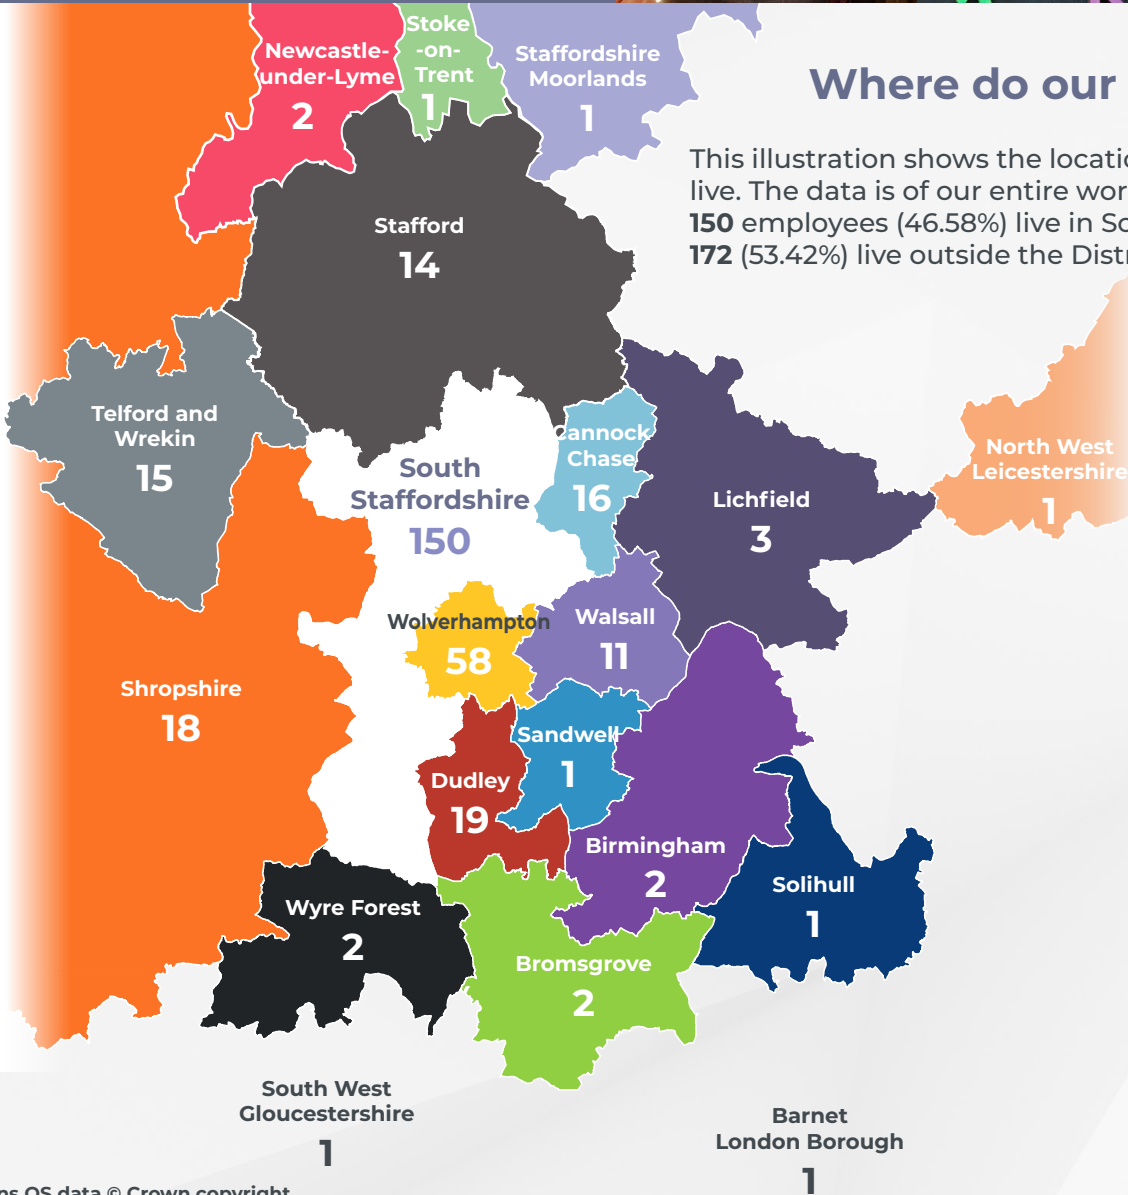 Newcastle-
under-Lyme
2
Stoke
-on-
Trent
1
Staffordshire
Moorlands
1
Where do our
This illustration shows the
live. The data is of our entire
150 employees (46.58%) live in
172 (53.42%) live outside the
Stafford
14
Telford and
Wrekin
15
South
Staffordshire
150
Cannock
Chase
16
Lichfield
3
North West
Leicestershire
1
Wolverhampton
58
Walsall
11
Shropshire
18
Sandwell
1
Dudley
19
Birmingham
2
Solihull
1
Wyre Forest
2
Bromsgrove
2
South West
Gloucestershire
1
Barnet
London Borough
1
OS data © Crown copyright